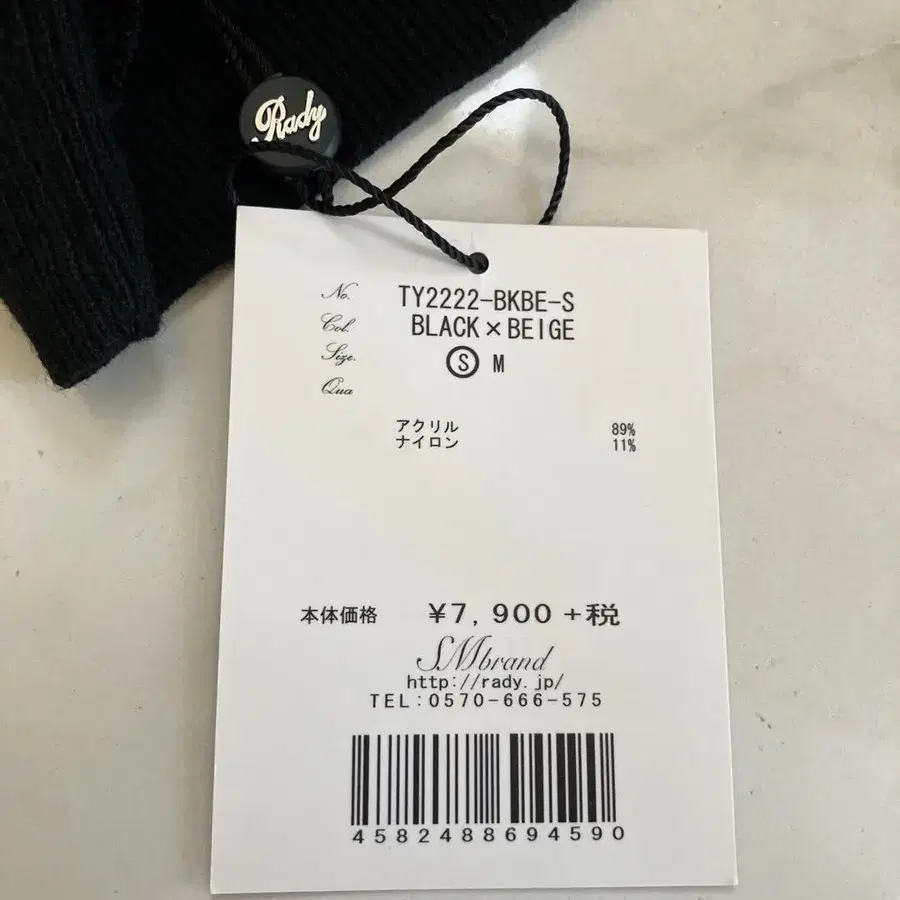 Rady
No. TY2222-BKBE-S
Col. BLACK×BEIGE
Size. Ⓢ M
Qua
アクリル 89%
ナイロン 11%
本体価格 ¥7,900+税
SMbrand
http://rady.jp/
TEL:0570-666-575
4582488694590